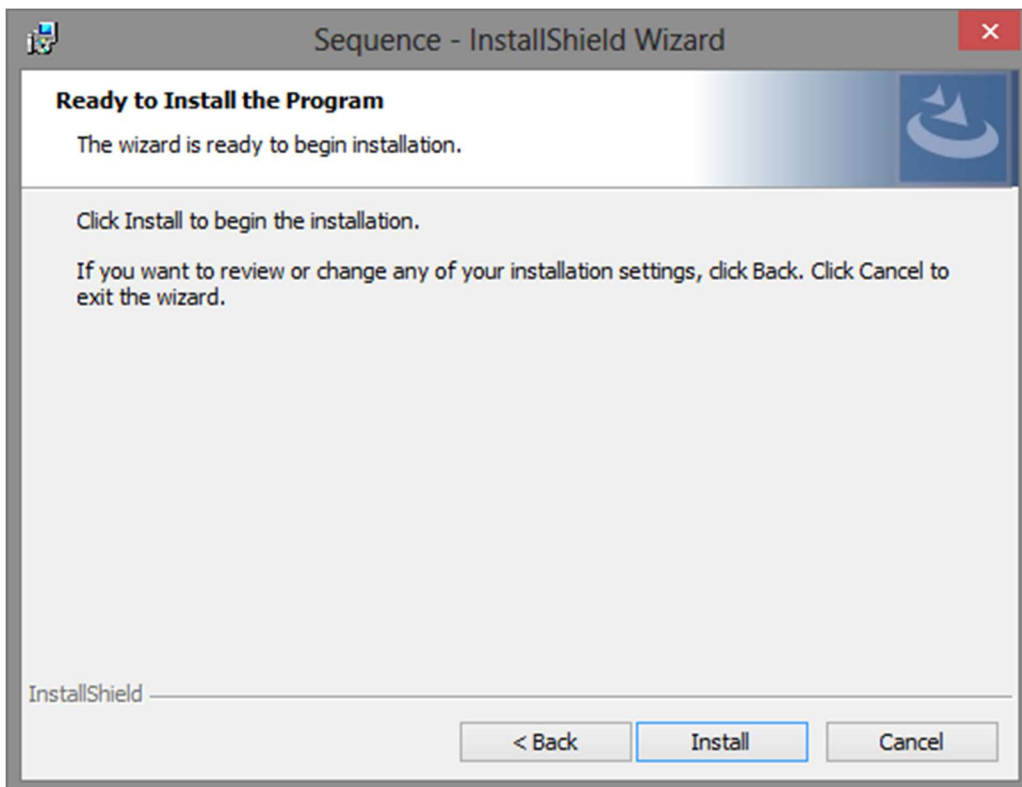 Sequence - InstallShield Wizard
Ready to Install the Program
The wizard is ready to begin installation.
Click Install to begin the installation.
If you want to review or change any of your installation settings, click Back. Click Cancel to
exit the wizard.
InstallShield
< Back
Install
Cancel